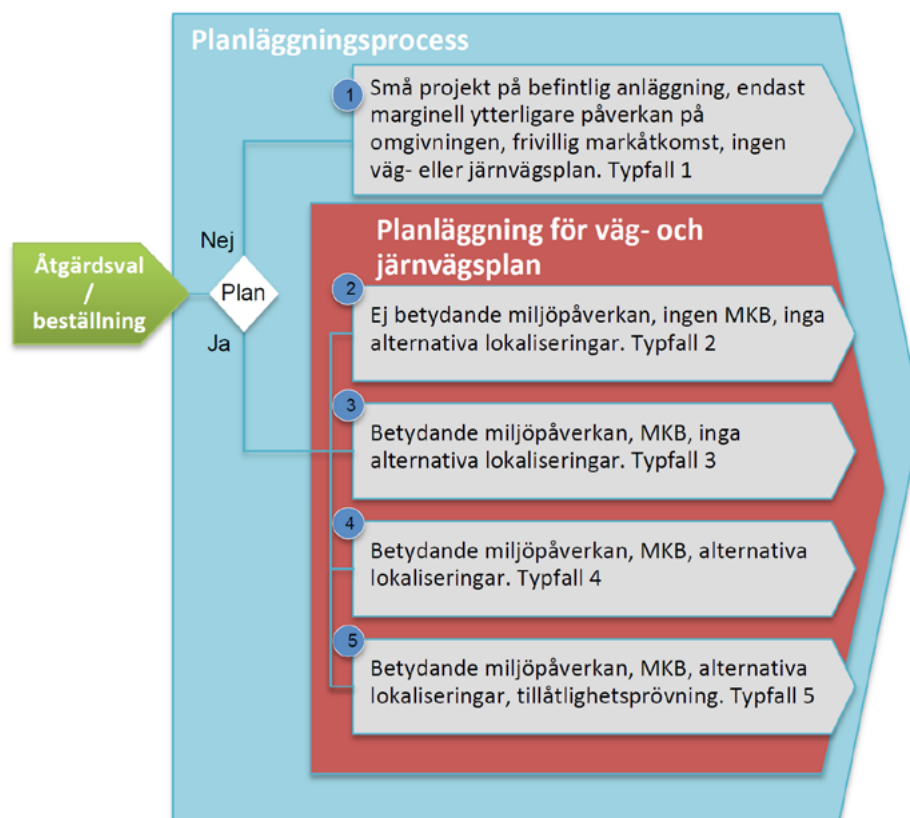 Planläggningsprocess
1
Små projekt på befintlig anläggning, endast
marginell ytterligare påverkan på
omgivningen, frivillig markåtkomst, ingen
väg- eller järnvägsplan. Typfall 1
Åtgärdsval
/
beställning
Nej
Plan
Ja
Planläggning för väg- och
järnvägsplan
2
Ej betydande miljöpåverkan, ingen MKB, inga
alternativa lokaliseringar. Typfall 2
3
Betydande miljöpåverkan, MKB, inga
alternativa lokaliseringar. Typfall 3
4
Betydande miljöpåverkan, MKB, alternativa
lokaliseringar. Typfall 4
5
Betydande miljöpåverkan, MKB, alternativa
lokaliseringar, tillåtlighetsprövning. Typfall 5